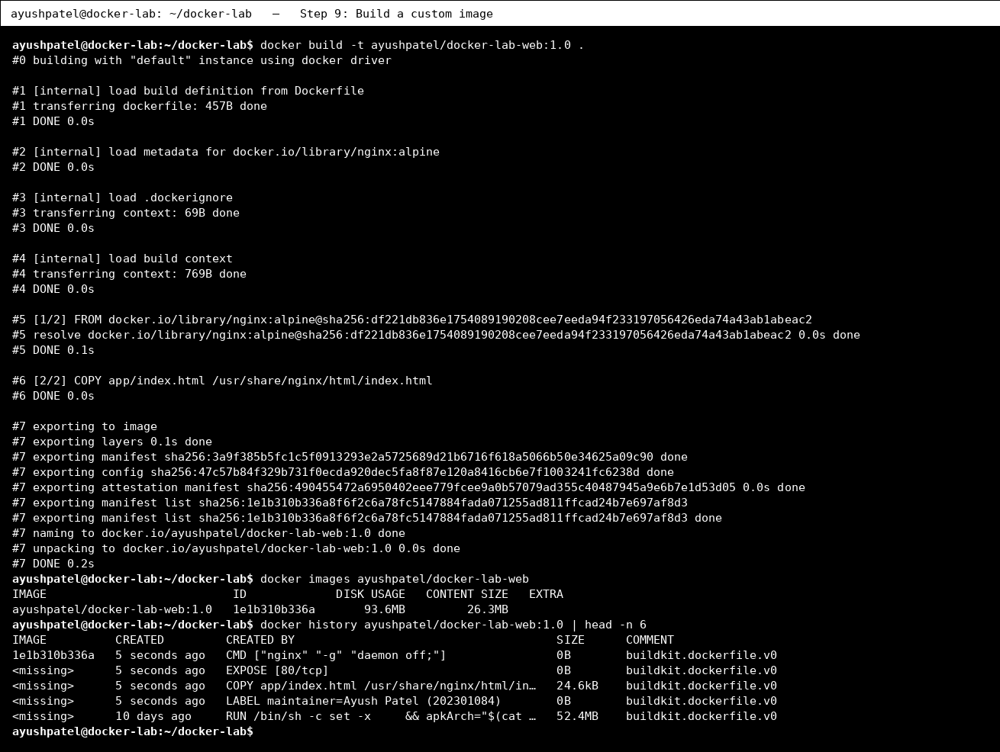 ayushpatel@docker-lab: ~/docker-lab — Step 9: Build a custom image
ayushpatel@docker-lab:~/docker-lab$ docker build -t ayushpatel/docker-lab-web:1.0 .
#0 building with "default" instance using docker driver

#1 [internal] load build definition from Dockerfile
#1 transferring dockerfile: 457B done
#1 DONE 0.0s

#2 [internal] load metadata for docker.io/library/nginx:alpine
#2 DONE 0.0s

#3 [internal] load .dockerignore
#3 transferring context: 69B done
#3 DONE 0.0s

#4 [internal] load build context
#4 transferring context: 769B done
#4 DONE 0.0s

#5 [1/2] FROM docker.io/library/nginx:alpine@sha256:df221db836e1754089190208cee7eeda94f233197056426eda74a43ab1abeac2
#5 resolve docker.io/library/nginx:alpine@sha256:df221db836e1754089190208cee7eeda94f233197056426eda74a43ab1abeac2 0.0s done
#5 DONE 0.1s

#6 [2/2] COPY app/index.html /usr/share/nginx/html/index.html
#6 DONE 0.0s

#7 exporting to image
#7 exporting layers 0.1s done
#7 exporting manifest sha256:3a9f385b5fc1c5f0913293e2a5725689d21b6716f618a5066b50e34625a09c90 done
#7 exporting config sha256:47c57b84f329b731f0ecda920dec5fa8f87e120a8416cb6e7f1003241fc6238d done
#7 exporting attestation manifest sha256:490455472a6950402eee779fcee9a0b57079ad355c40487945a9e6b7e1d53d05 0.0s done
#7 exporting manifest list sha256:1e1b310b336a8f6f2c6a78fc5147884fada071255ad811ffcad24b7e697af8d3
#7 exporting manifest list sha256:1e1b310b336a8f6f2c6a78fc5147884fada071255ad811ffcad24b7e697af8d3 done
#7 naming to docker.io/ayushpatel/docker-lab-web:1.0 done
#7 unpacking to docker.io/ayushpatel/docker-lab-web:1.0 0.0s done
#7 DONE 0.2s
ayushpatel@docker-lab:~/docker-lab$ docker images ayushpatel/docker-lab-web
IMAGE                           ID             DISK USAGE   CONTENT SIZE   EXTRA
ayushpatel/docker-lab-web:1.0   1e1b310b336a       93.6MB         26.3MB
ayushpatel@docker-lab:~/docker-lab$ docker history ayushpatel/docker-lab-web:1.0 | head -n 6
IMAGE          CREATED         CREATED BY                                      SIZE      COMMENT
1e1b310b336a   5 seconds ago   CMD ["nginx" "-g" "daemon off;"]                0B        buildkit.dockerfile.v0
<missing>      5 seconds ago   EXPOSE [80/tcp]                                 0B        buildkit.dockerfile.v0
<missing>      5 seconds ago   COPY app/index.html /usr/share/nginx/html/in…   24.6kB    buildkit.dockerfile.v0
<missing>      5 seconds ago   LABEL maintainer=Ayush Patel (202301084)        0B        buildkit.dockerfile.v0
<missing>      10 days ago     RUN /bin/sh -c set -x     && apkArch="$(cat …   52.4MB    buildkit.dockerfile.v0
ayushpatel@docker-lab:~/docker-lab$